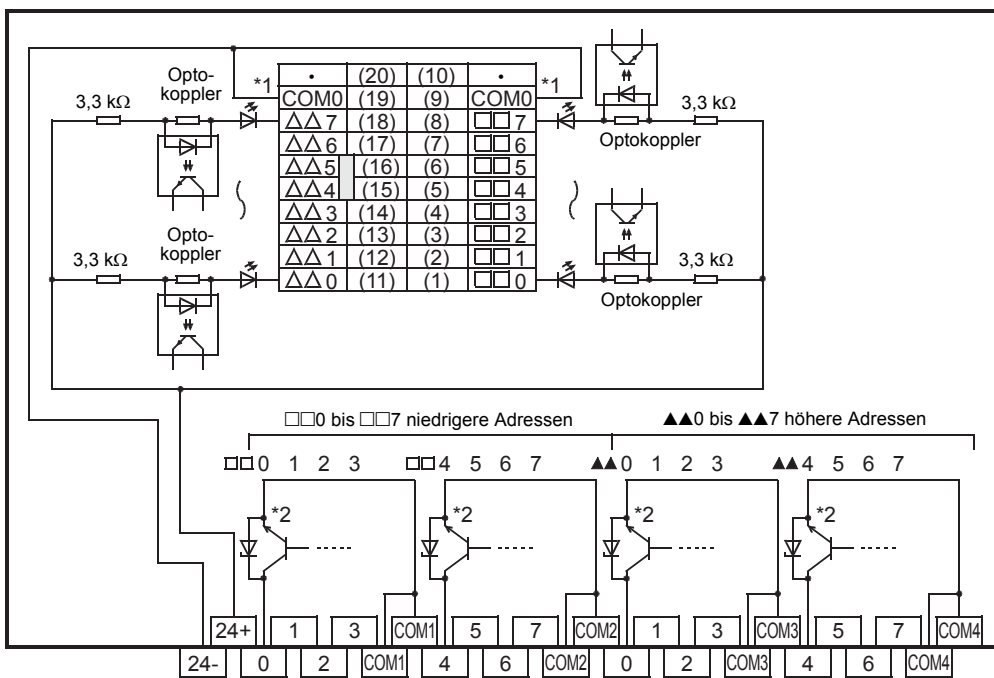 Opto-
koppler
3,3 kΩ
*1
• (20) (10) •
COM0 (19) (9) COM0
△△7 (18) (8) □□7
△△6 (17) (7) □□6
△△5 (16) (6) □□5
△△4 (15) (5) □□4
△△3 (14) (4) □□3
△△2 (13) (3) □□2
△△1 (12) (2) □□1
△△0 (11) (1) □□0
*1
3,3 kΩ
Optokoppler
Opto-
koppler
3,3 kΩ
3,3 kΩ
Optokoppler
□□0 bis □□7 niedrigere Adressen ▲▲0 bis ▲▲7 höhere Adressen
□□0 1 2 3 □□4 5 6 7 ▲▲0 1 2 3 ▲▲4 5 6 7
*2 *2 *2 *2
24+ 1 3 COM1 5 7 COM2 1 3 COM3 5 7 COM4
24- 0 2 COM1 4 6 COM2 0 2 COM3 4 6 COM4